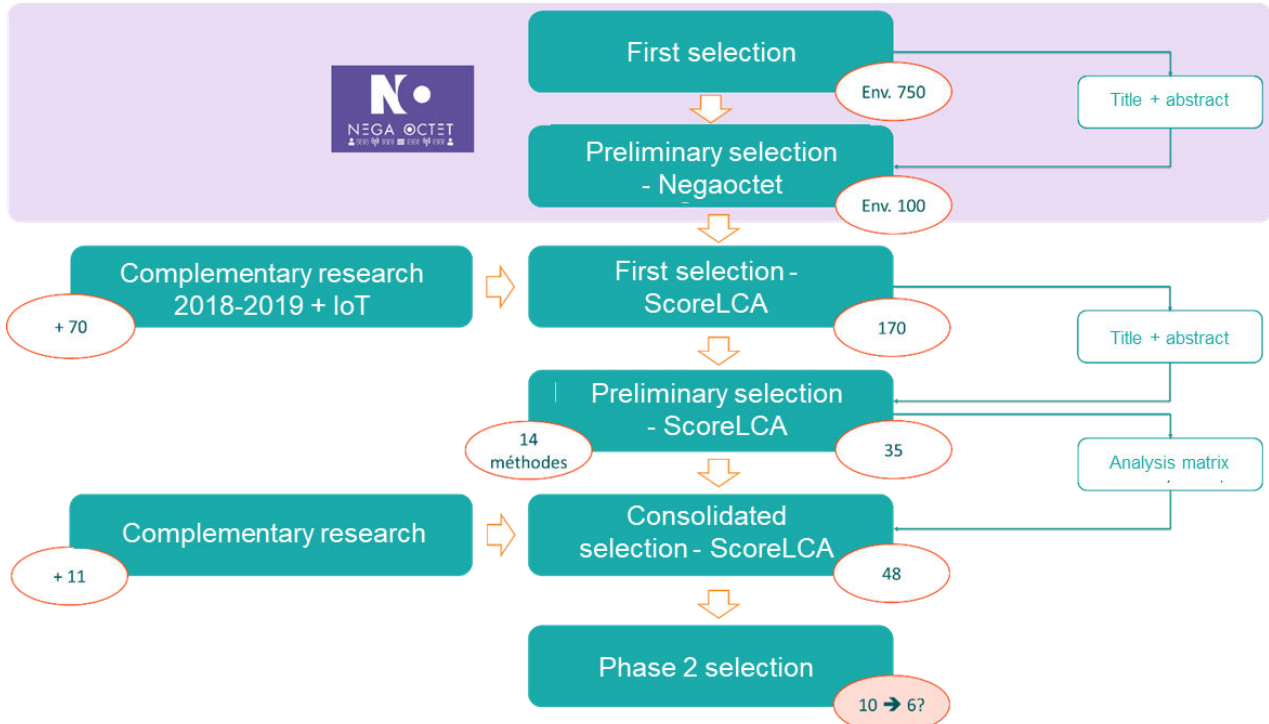 First selection
Env. 750
Title + abstract
NEGA OCTET
Preliminary selection
- Negaoctet
Env. 100
Complementary research
2018-2019 + IoT
+ 70
First selection -
ScoreLCA
170
Title + abstract
Preliminary selection
- ScoreLCA
14
méthodes
35
Analysis matrix
Complementary research
+ 11
Consolidated
selection - ScoreLCA
48
Phase 2 selection
10 ➔ 6?